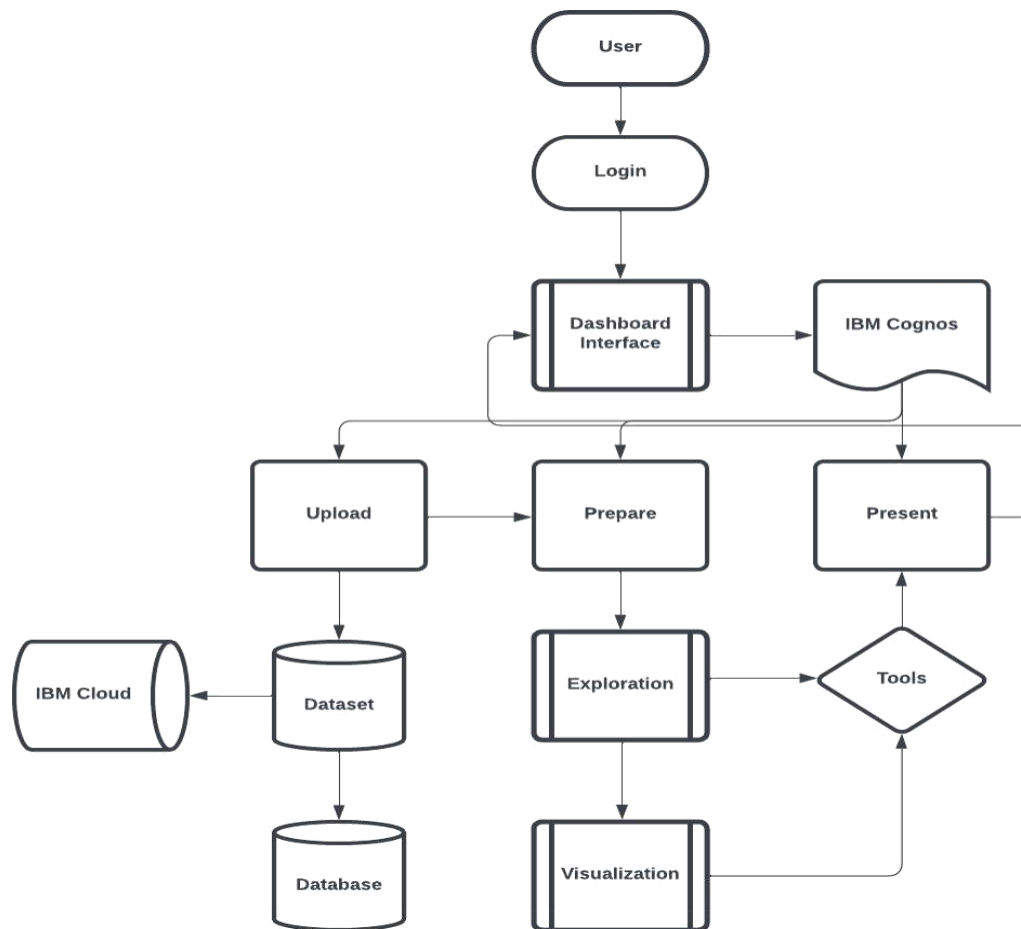 User
Login
Dashboard
Interface
IBM Cognos
Upload
Prepare
Present
IBM Cloud
Dataset
Exploration
Tools
Database
Visualization